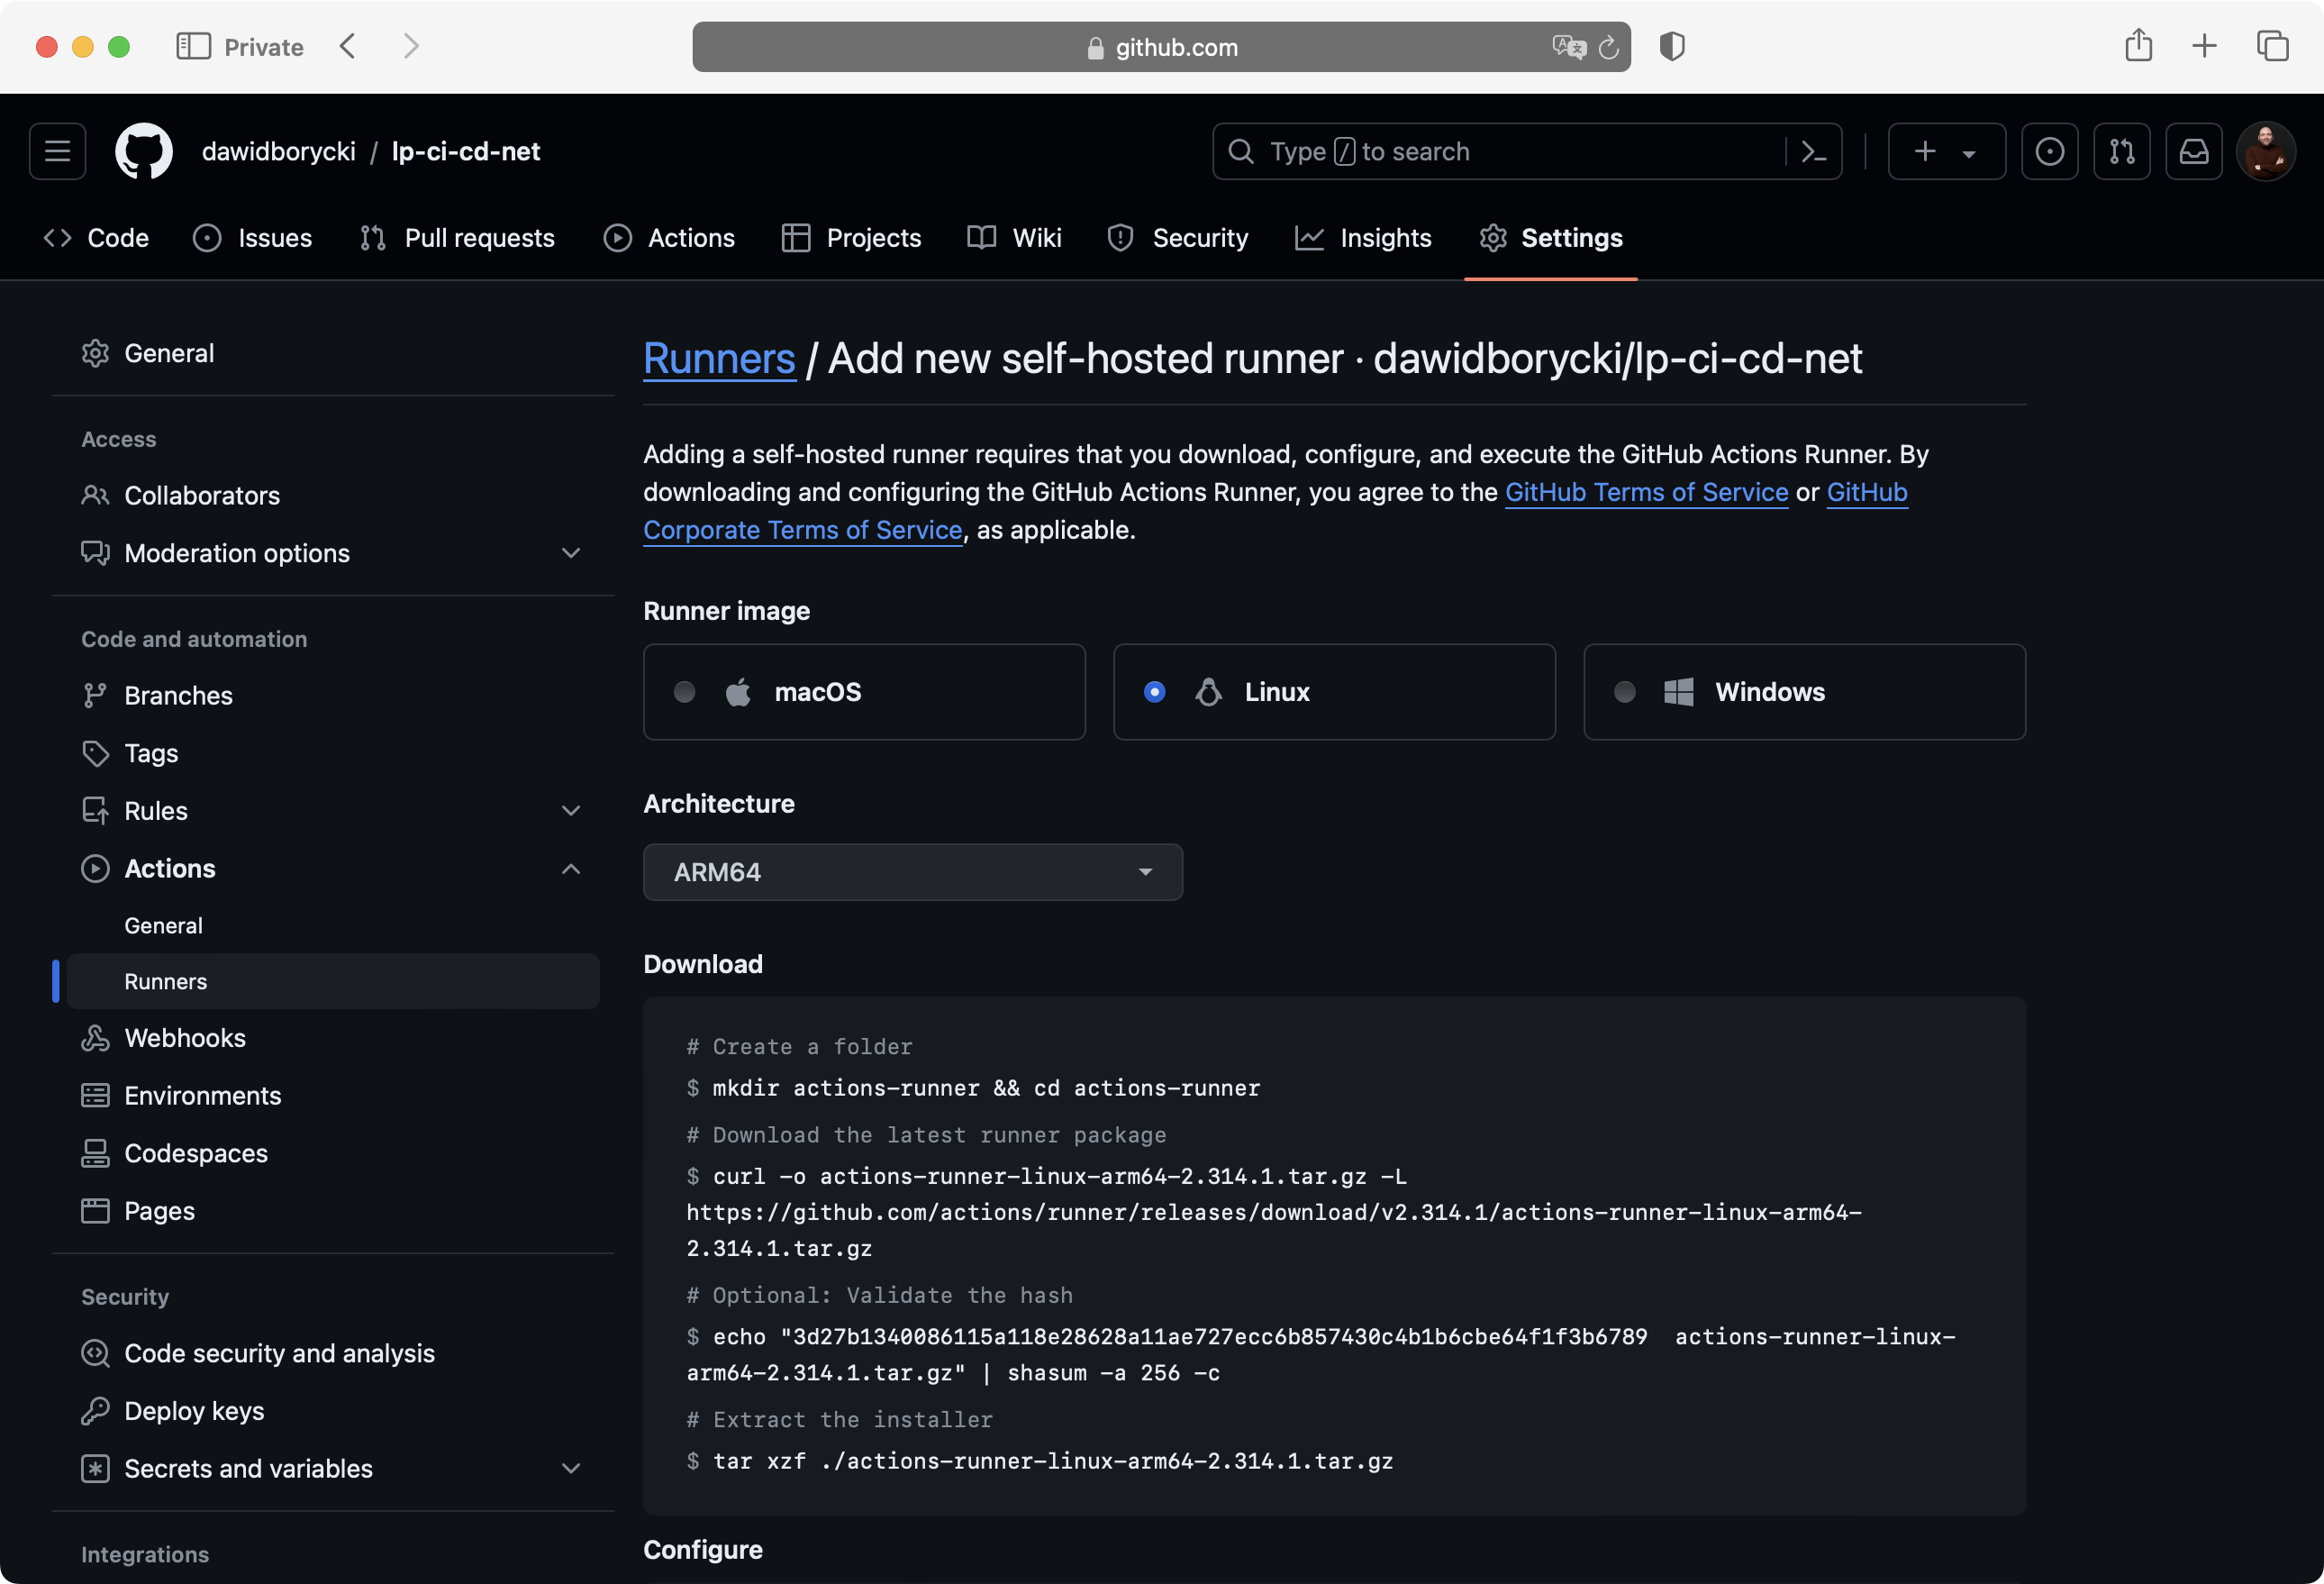 Private
github.com
dawidborycki / lp-ci-cd-net
Type / to search
Code
Issues
Pull requests
Actions
Projects
Wiki
Security
Insights
Settings
General
Access
Collaborators
Moderation options
Code and automation
Branches
Tags
Rules
Actions
General
Runners
Webhooks
Environments
Codespaces
Pages
Security
Code security and analysis
Deploy keys
Secrets and variables
Integrations
Runners / Add new self-hosted runner · dawidborycki/lp-ci-cd-net
Adding a self-hosted runner requires that you download, configure, and execute the GitHub Actions Runner. By
downloading and configuring the GitHub Actions Runner, you agree to the GitHub Terms of Service or GitHub
Corporate Terms of Service, as applicable.
Runner image
macOS
Linux
Windows
Architecture
ARM64
Download
# Create a folder
$ mkdir actions-runner && cd actions-runner
# Download the latest runner package
$ curl -o actions-runner-linux-arm64-2.314.1.tar.gz -L
https://github.com/actions/runner/releases/download/v2.314.1/actions-runner-linux-arm64-
2.314.1.tar.gz
# Optional: Validate the hash
$ echo "3d27b1340086115a118e28628a11ae727ecc6b857430c4b1b6cbe64f1f3b6789  actions-runner-linux-
arm64-2.314.1.tar.gz" | shasum -a 256 -c
# Extract the installer
$ tar xzf ./actions-runner-linux-arm64-2.314.1.tar.gz
Configure